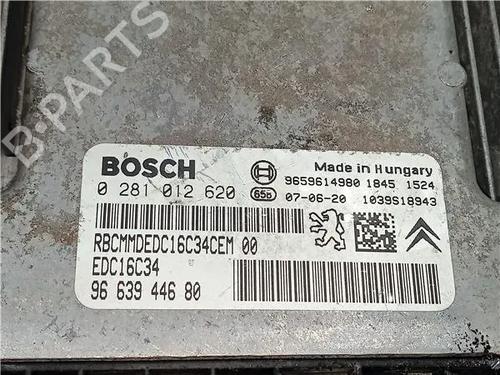 B-PARTS
BOSCH
0 281 012 620
Made in Hungary
9659614980 1845 1524
65b 07-06-20 1039S18943
RBCMMDEDC16C34CEM 00
EDC16C34
96 639 446 80